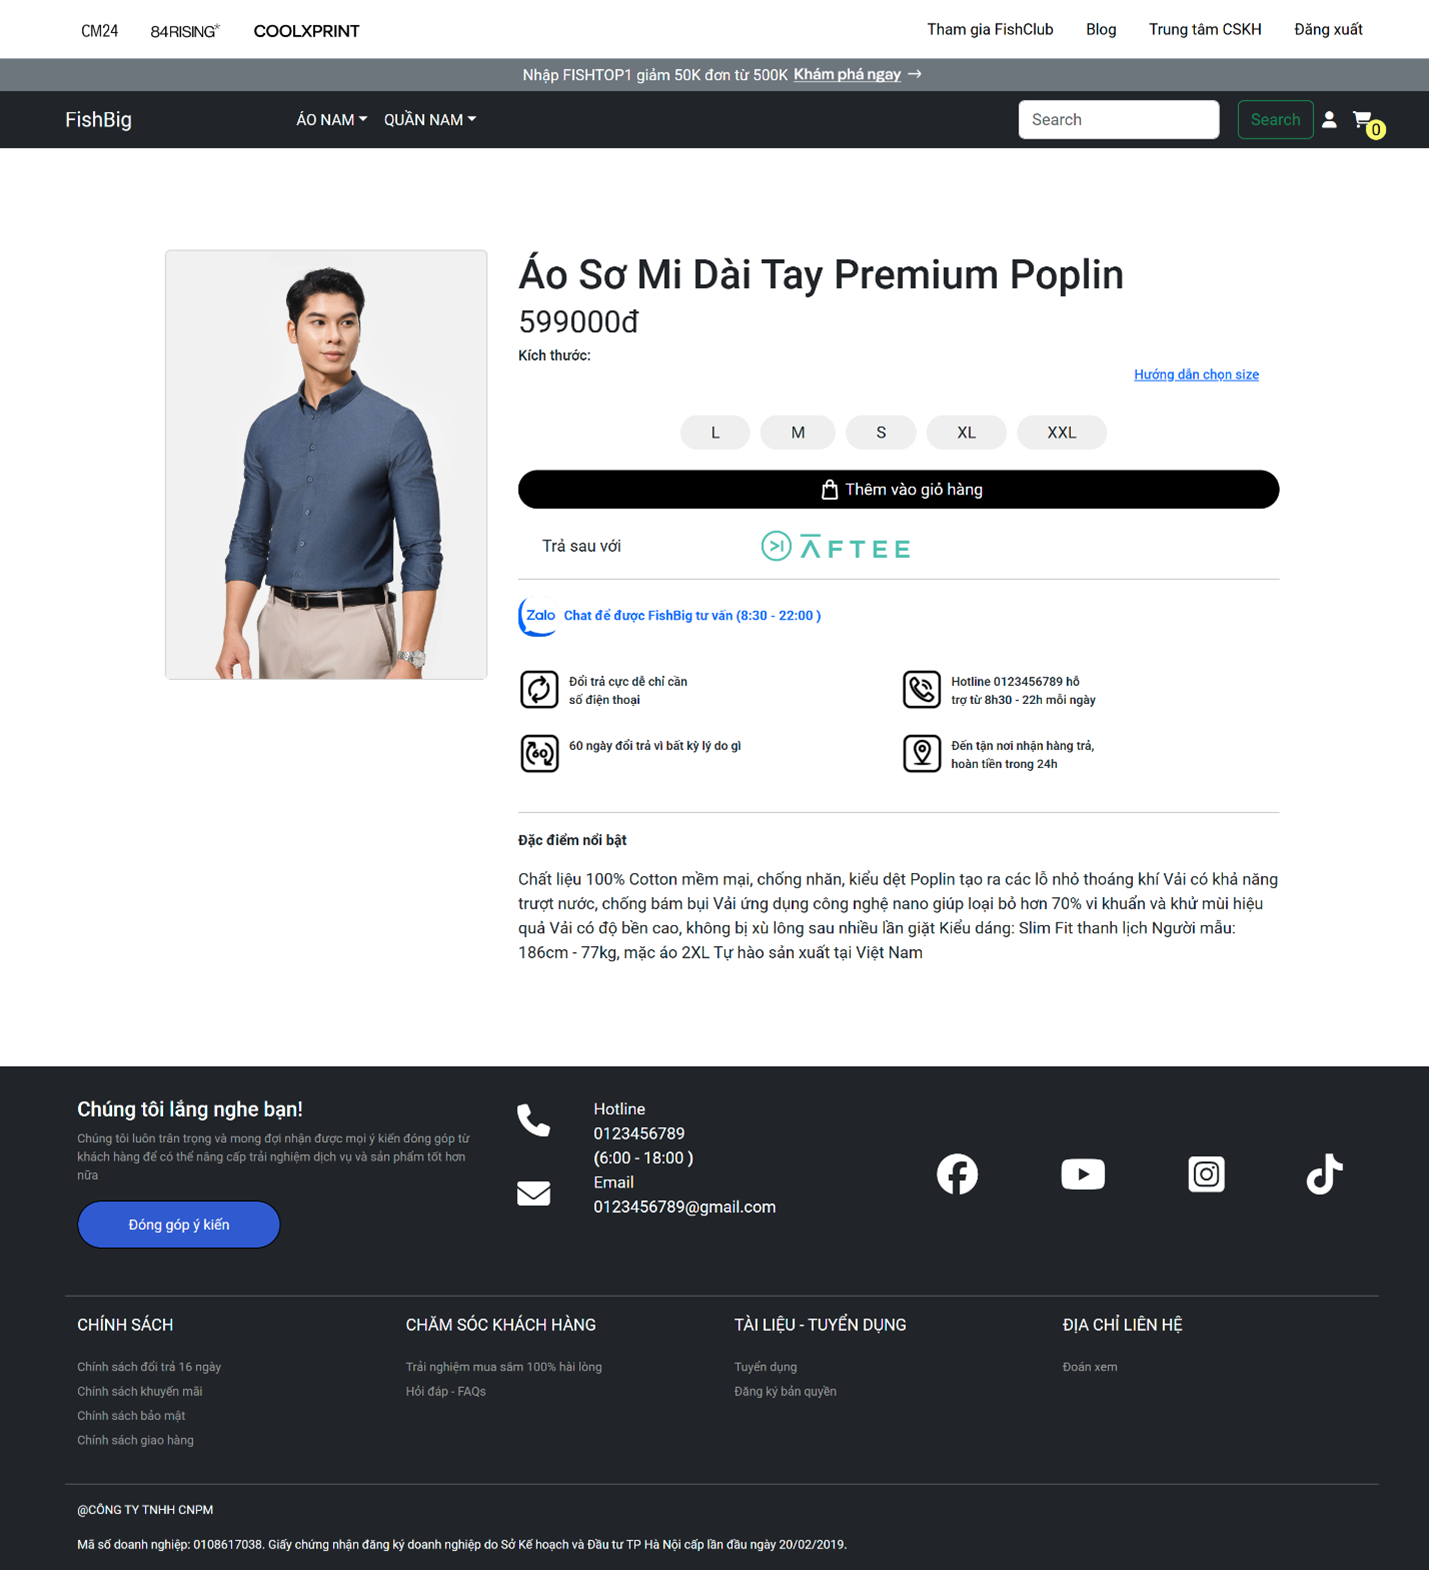 CM24
84RISING*
COOLXPRINT
Tham gia FishClub
Blog
Trung tâm CSKH
Đăng xuất
Nhập FISHTOP1 giảm 50K đơn từ 500K Khám phá ngay →
FishBig
ÁO NAM
QUẦN NAM
Search
Search
0
Áo Sơ Mi Dài Tay Premium Poplin
599000đ
Kích thước:
Hướng dẫn chọn size
L
M
S
XL
XXL
Thêm vào giỏ hàng
Trả sau với
AFTEE
Zalo
Chat để được FishBig tư vấn (8:30 - 22:00 )
Đổi trả cực dễ chỉ cần
số điện thoại
Hotline 0123456789 hỗ
trợ từ 8h30 - 22h mỗi ngày
60
60 ngày đổi trả vì bất kỳ lý do gì
Đến tận nơi nhận hàng trả,
hoàn tiền trong 24h
Đặc điểm nổi bật
Chất liệu 100% Cotton mềm mại, chống nhăn, kiểu dệt Poplin tạo ra các lỗ nhỏ thoáng khí Vải có khả năng
trượt nước, chống bám bụi Vải ứng dụng công nghệ nano giúp loại bỏ hơn 70% vi khuẩn và khử mùi hiệu
quả Vải có độ bền cao, không bị xù lông sau nhiều lần giặt Kiểu dáng: Slim Fit thanh lịch Người mẫu:
186cm - 77kg, mặc áo 2XL Tự hào sản xuất tại Việt Nam
Chúng tôi lắng nghe bạn!
Chúng tôi luôn trân trọng và mong đợi nhận được mọi ý kiến đóng góp từ
khách hàng để có thể nâng cấp trải nghiệm dịch vụ và sản phẩm tốt hơn
nữa
Đóng góp ý kiến
Hotline
0123456789
(6:00 - 18:00 )
Email
0123456789@gmail.com
CHÍNH SÁCH
Chính sách đổi trả 16 ngày
Chính sách khuyến mãi
Chính sách bảo mật
Chính sách giao hàng
CHĂM SÓC KHÁCH HÀNG
Trải nghiệm mua sắm 100% hài lòng
Hỏi đáp - FAQs
TÀI LIỆU - TUYỂN DỤNG
Tuyển dụng
Đăng ký bản quyền
ĐỊA CHỈ LIÊN HỆ
Đoán xem
@CÔNG TY TNHH CNPM
Mã số doanh nghiệp: 0108617038. Giấy chứng nhận đăng ký doanh nghiệp do Sở Kế hoạch và Đầu tư TP Hà Nội cấp lần đầu ngày 20/02/2019.